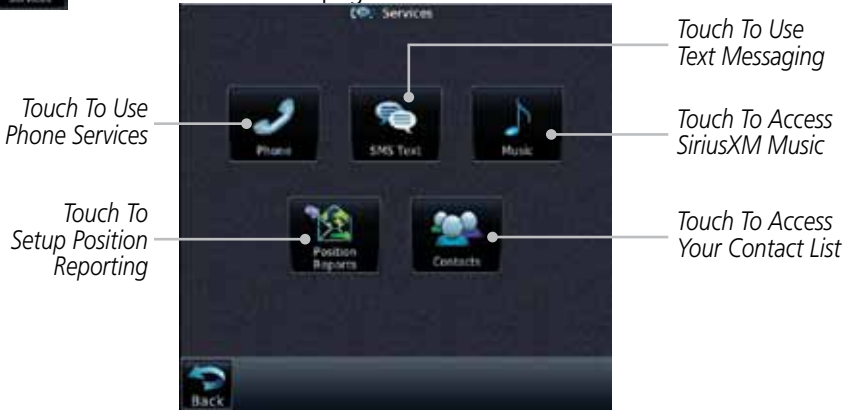 Services
Touch To Use
Text Messaging
Touch To Use
Phone Services
Phone
SMS Text
Music
Touch To Access
SiriusXM Music
Touch To
Setup Position
Reporting
Position
Reports
Contacts
Touch To Access
Your Contact List
Back